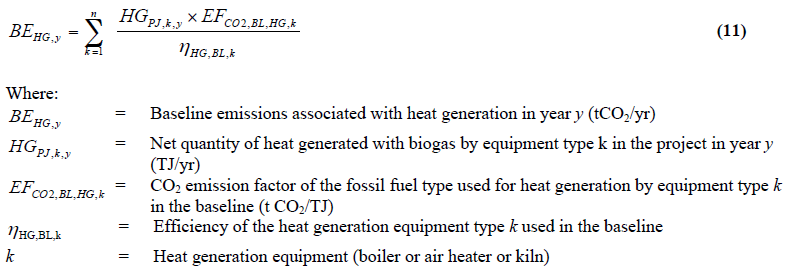 BE_{HG,y} = \sum_{k=1}^{n} \frac{HG_{PJ,k,y} \times EF_{CO2,BL,HG,k}}{\eta_{HG,BL,k}} (11)
Where:
BE_{HG,y} = Baseline emissions associated with heat generation in year y (tCO₂/yr)
HG_{PJ,k,y} = Net quantity of heat generated with biogas by equipment type k in the project in year y
(TJ/yr)
EF_{CO2,BL,HG,k} = CO₂ emission factor of the fossil fuel type used for heat generation by equipment type k
in the baseline (t CO₂/TJ)
η_{HG,BL,k} = Efficiency of the heat generation equipment type k used in the baseline
k = Heat generation equipment (boiler or air heater or kiln)